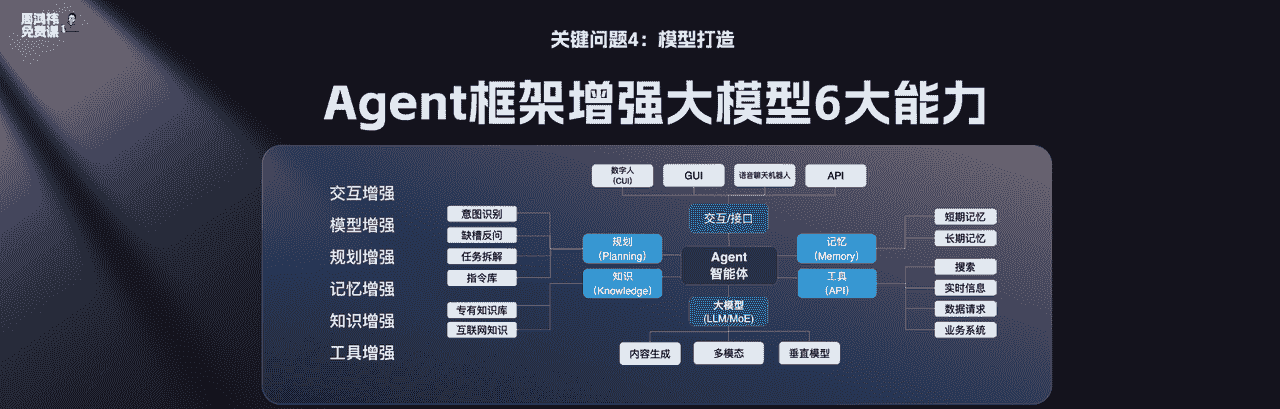 周鸿祎
免费课
关键问题4：模型打造
Agent框架增强大模型6大能力
交互增强
模型增强
规划增强
记忆增强
知识增强
工具增强
数字人
(CUI)
GUI
语音聊天机器人
API
交互/接口
意图识别
缺槽反问
任务拆解
指令库
规划
(Planning)
知识
(Knowledge)
专有知识库
互联网知识
Agent
智能体
记忆
(Memory)
工具
(API)
短期记忆
长期记忆
搜索
实时信息
数据请求
业务系统
大模型
(LLM/MoE)
内容生成
多模态
垂直模型